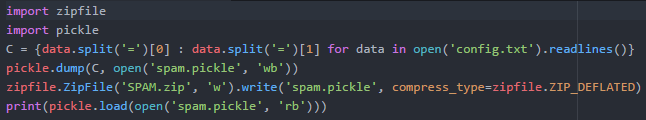 import zipfile
import pickle
C = {data.split('=')[0] : data.split('=')[1] for data in open('config.txt').readlines()}
pickle.dump(C, open('spam.pickle', 'wb'))
zipfile.ZipFile('SPAM.zip', 'w').write('spam.pickle', compress_type=zipfile.ZIP_DEFLATED)
print(pickle.load(open('spam.pickle', 'rb')))